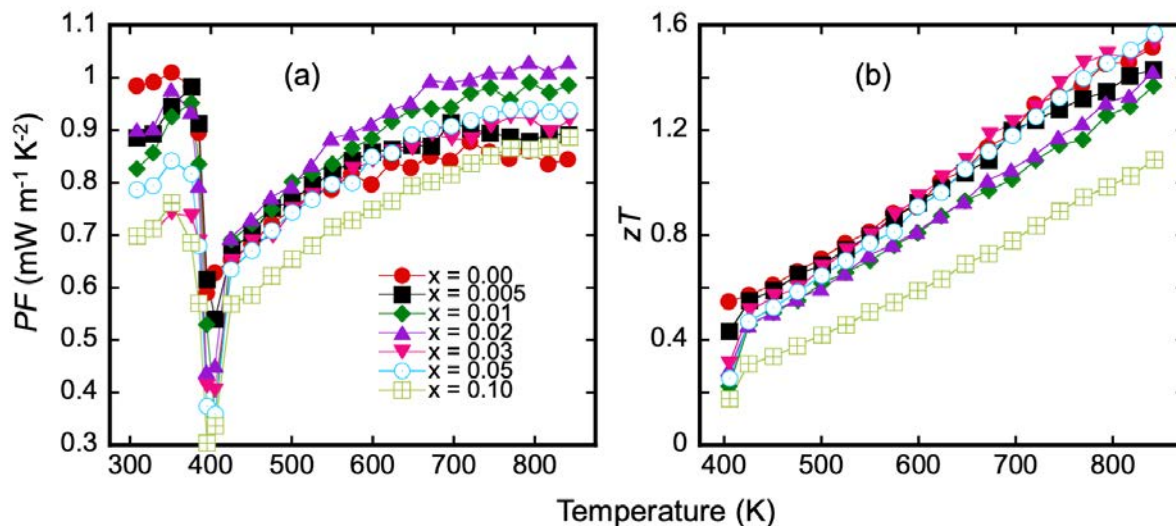 1.1
1
0.9
0.8
0.7
0.6
0.5
0.4
0.3
PF (mW m⁻¹ K⁻²)
(a)
x = 0.00
x = 0.005
x = 0.01
x = 0.02
x = 0.03
x = 0.05
x = 0.10
300 400 500 600 700 800
1.6
1.2
0.8
0.4
0
zT
(b)
400 500 600 700 800
Temperature (K)